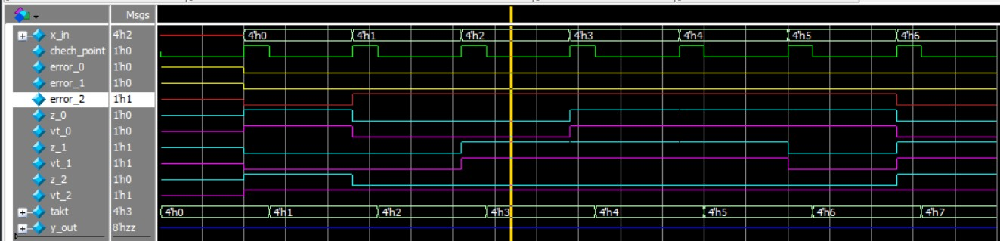 Msgs
x_in 4'h2 4'h0 4'h1 4'h2 4'h3 4'h4 4'h5 4'h6
chech_point 1'h0
error_0 1'h0
error_1 1'h0
error_2 1'h1
z_0 1'h0
vt_0 1'h0
z_1 1'h1
vt_1 1'h1
z_2 1'h0
vt_2 1'h1
takt 4'h3 4'h0 4'h1 4'h2 4'h3 4'h4 4'h5 4'h6 4'h7
y_out 8'hzz